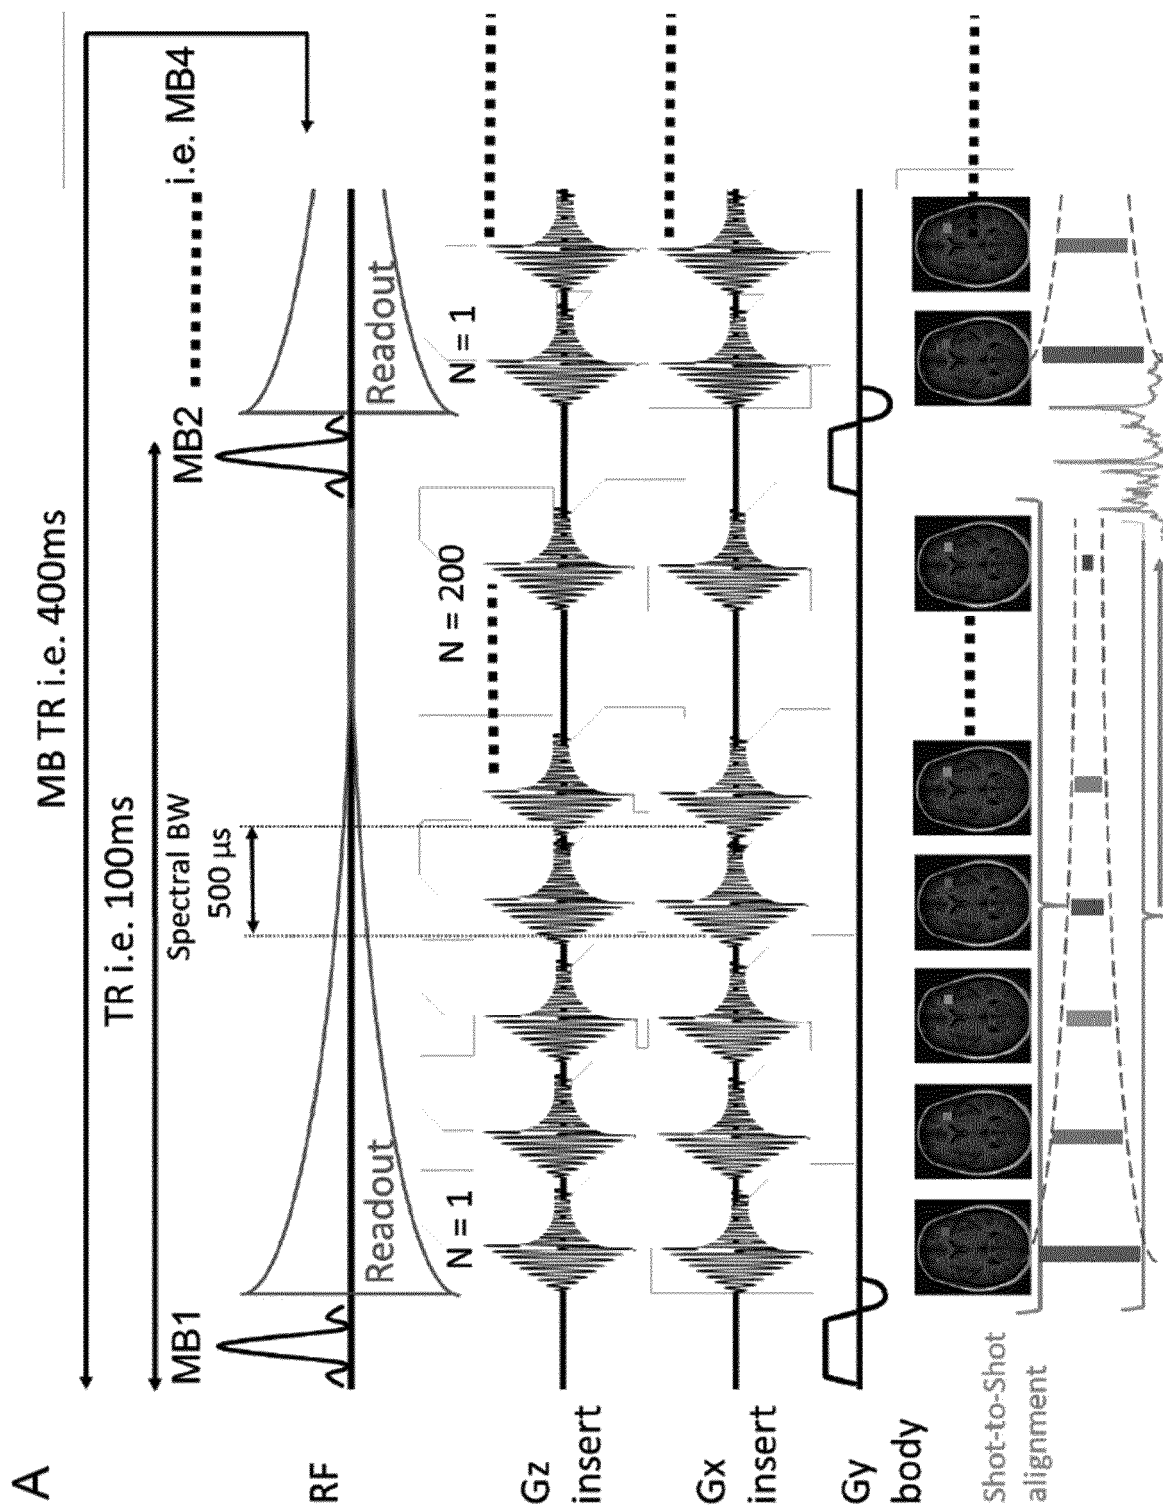 A
MB TR i.e. 400ms
TR i.e. 100ms
MB1
Spectral BW
500 µs
MB2
i.e. MB4
RF
Readout
Readout
N = 1
N = 200
N = 1
Gz
insert
Gx
insert
Gy
body
Shot-to-Shot
alignment